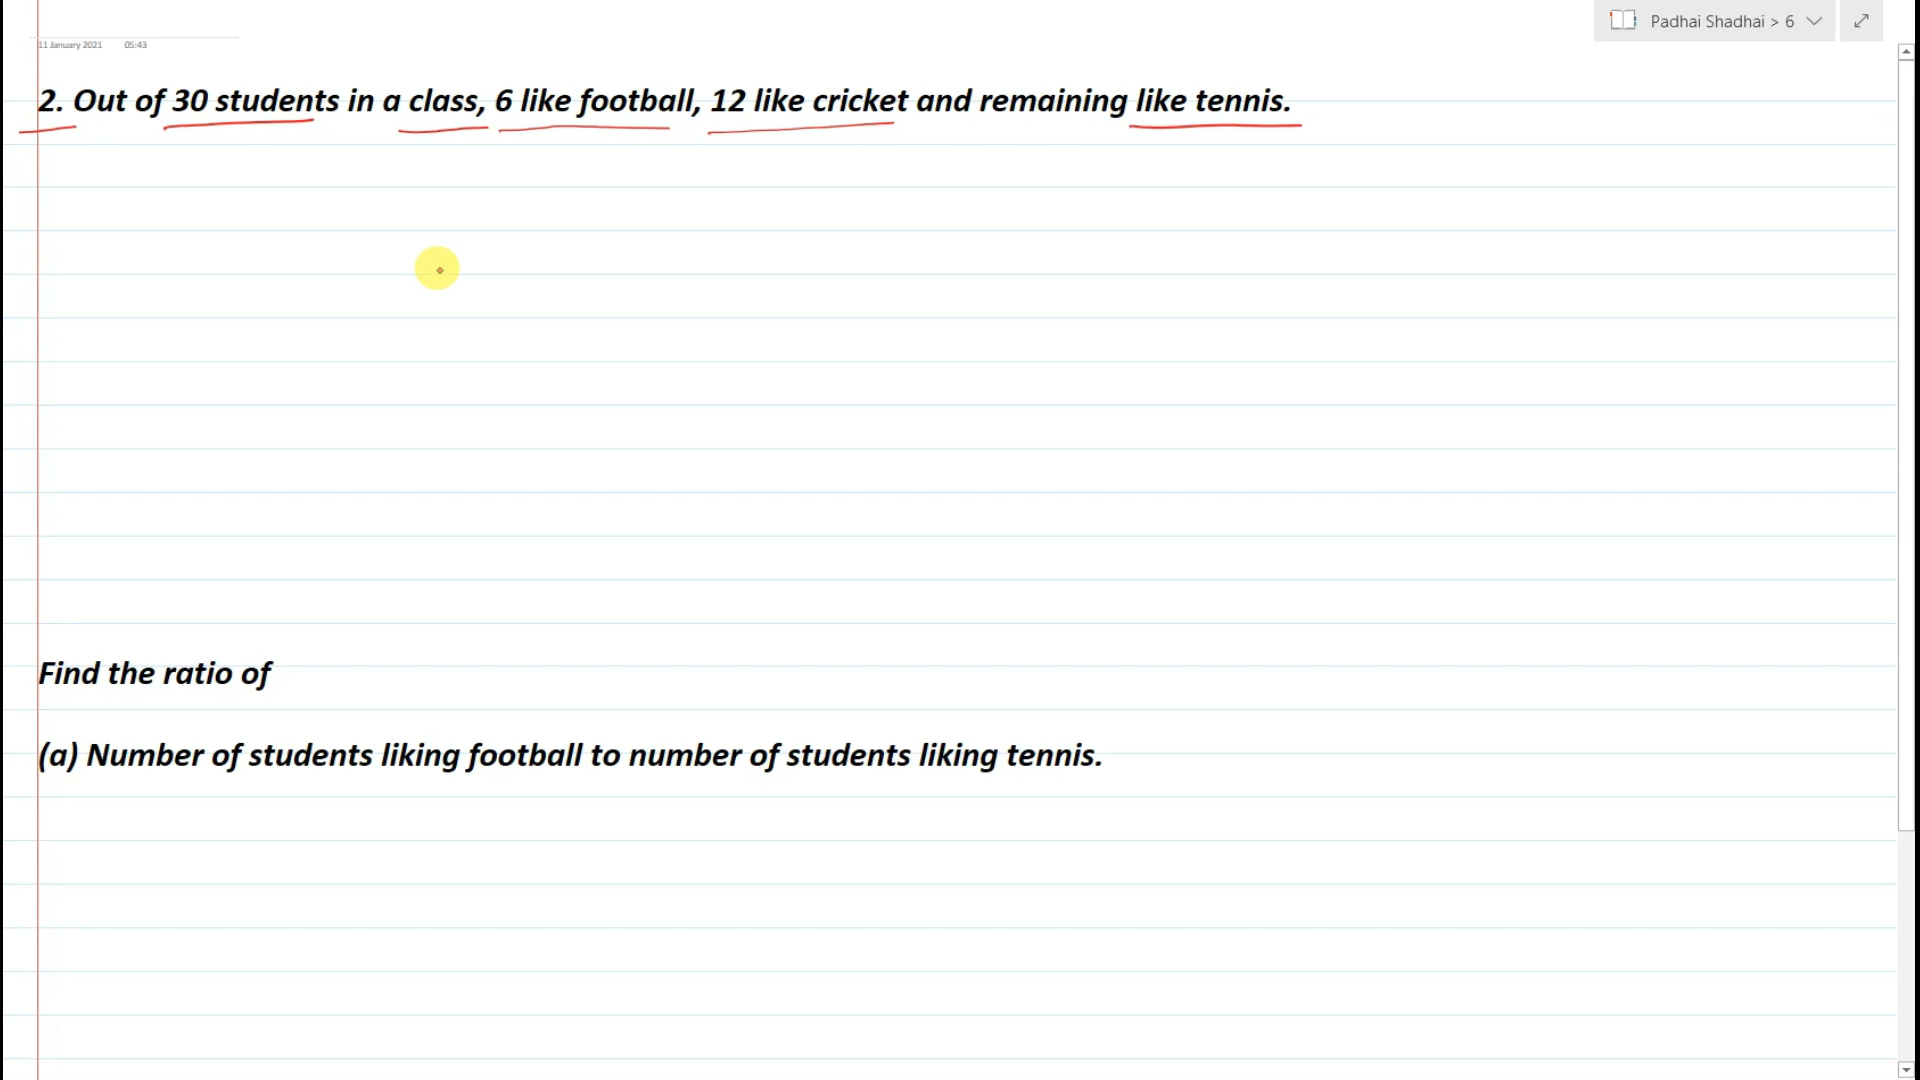 Padhai Shadhai > 6
11 January 2021 05:43
2. Out of 30 students in a class, 6 like football, 12 like cricket and remaining like tennis.
Find the ratio of
(a) Number of students liking football to number of students liking tennis.